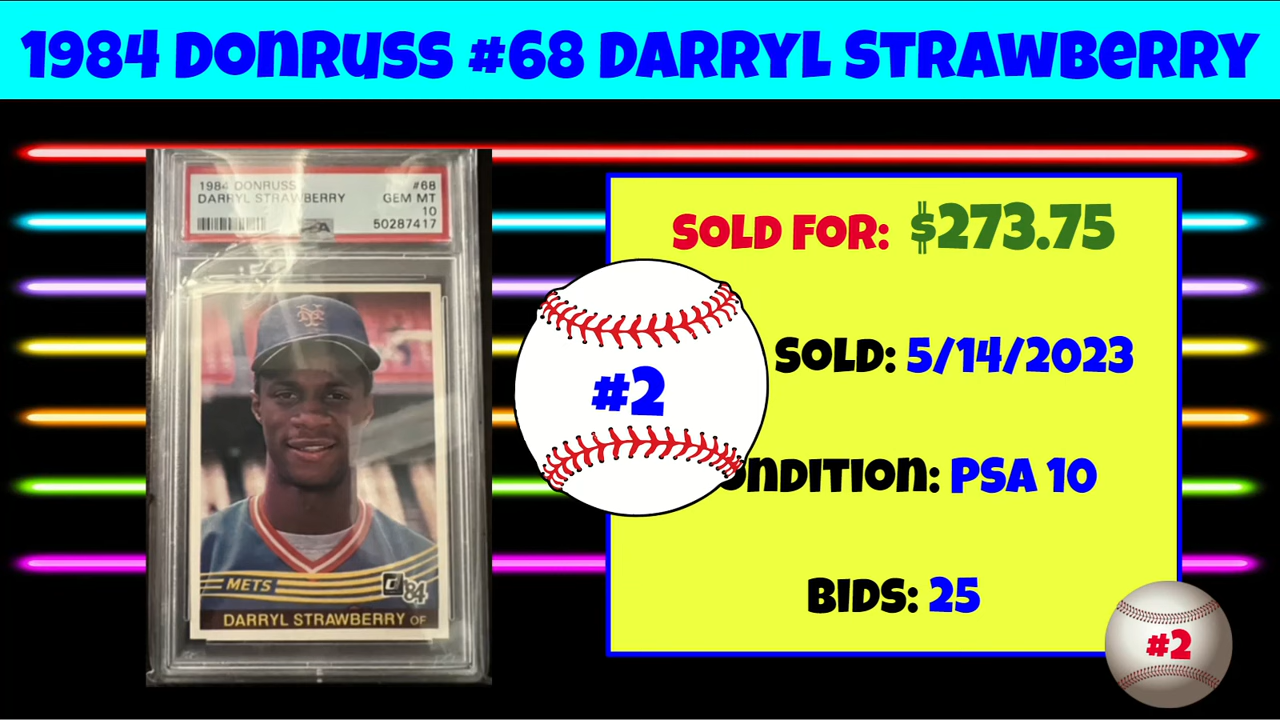 1984 DONRUSS #68 DARRYL STRAWBERRY
1984 DONRUSS #68
DARRYL STRAWBERRY GEM MT
10
50287417
METS
'84
DARRYL STRAWBERRY OF
SOLD FOR: $273.75
SOLD: 5/14/2023
#2
ONDITION: PSA 10
BIDS: 25
#2